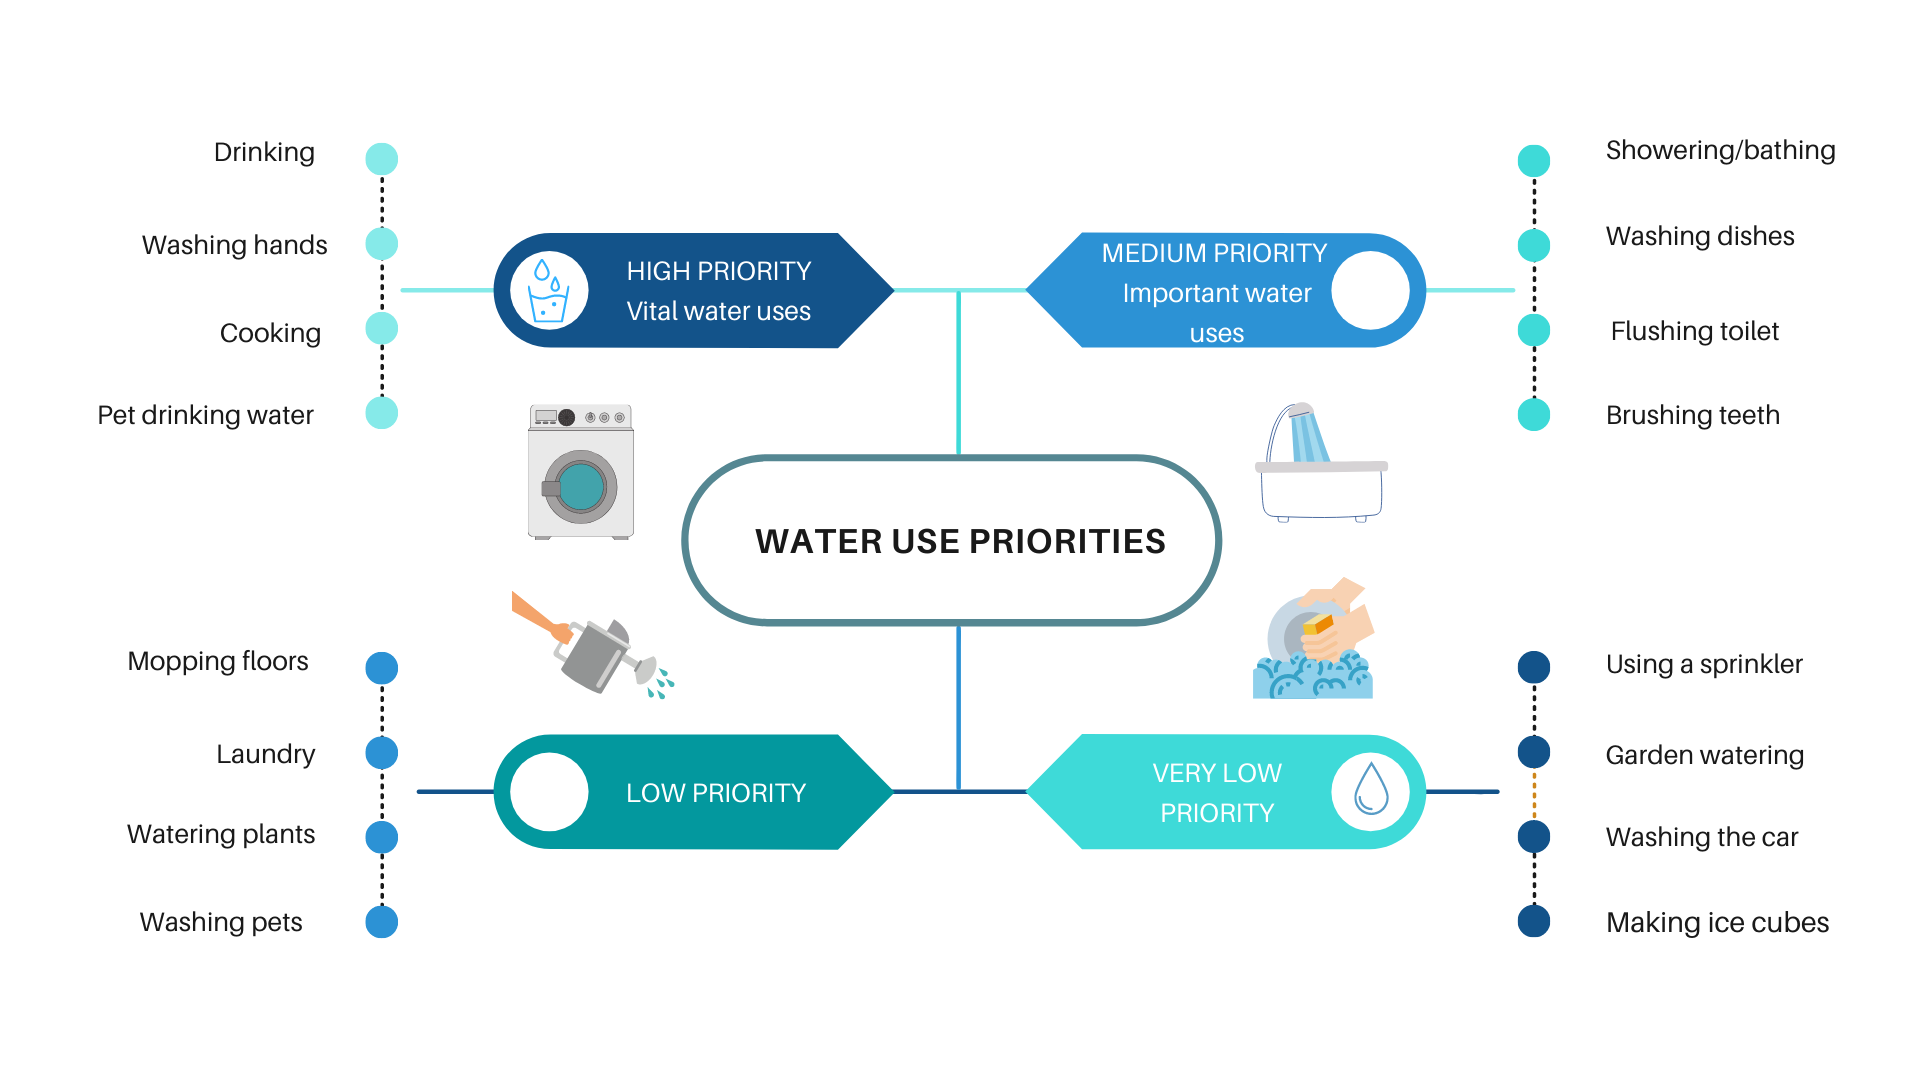 Drinking
Washing hands
Cooking
Pet drinking water
HIGH PRIORITY
Vital water uses
MEDIUM PRIORITY
Important water
uses
Showering/bathing
Washing dishes
Flushing toilet
Brushing teeth
WATER USE PRIORITIES
Mopping floors
Laundry
Watering plants
Washing pets
LOW PRIORITY
VERY LOW
PRIORITY
Using a sprinkler
Garden watering
Washing the car
Making ice cubes